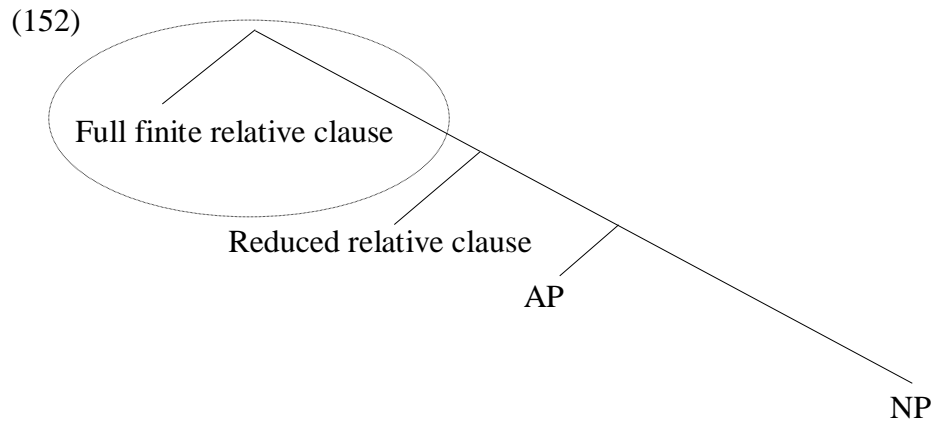 (152)
Full finite relative clause
Reduced relative clause
AP
NP